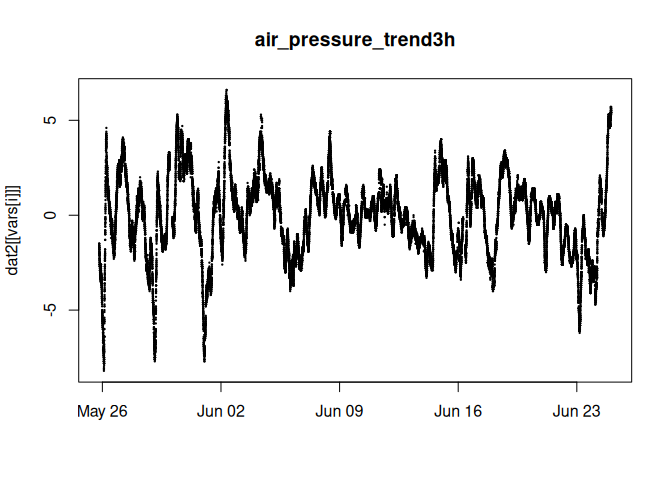 air_pressure_trend3h
dat2[[vars[i]]]
5
0
-5
May 26
Jun 02
Jun 09
Jun 16
Jun 23